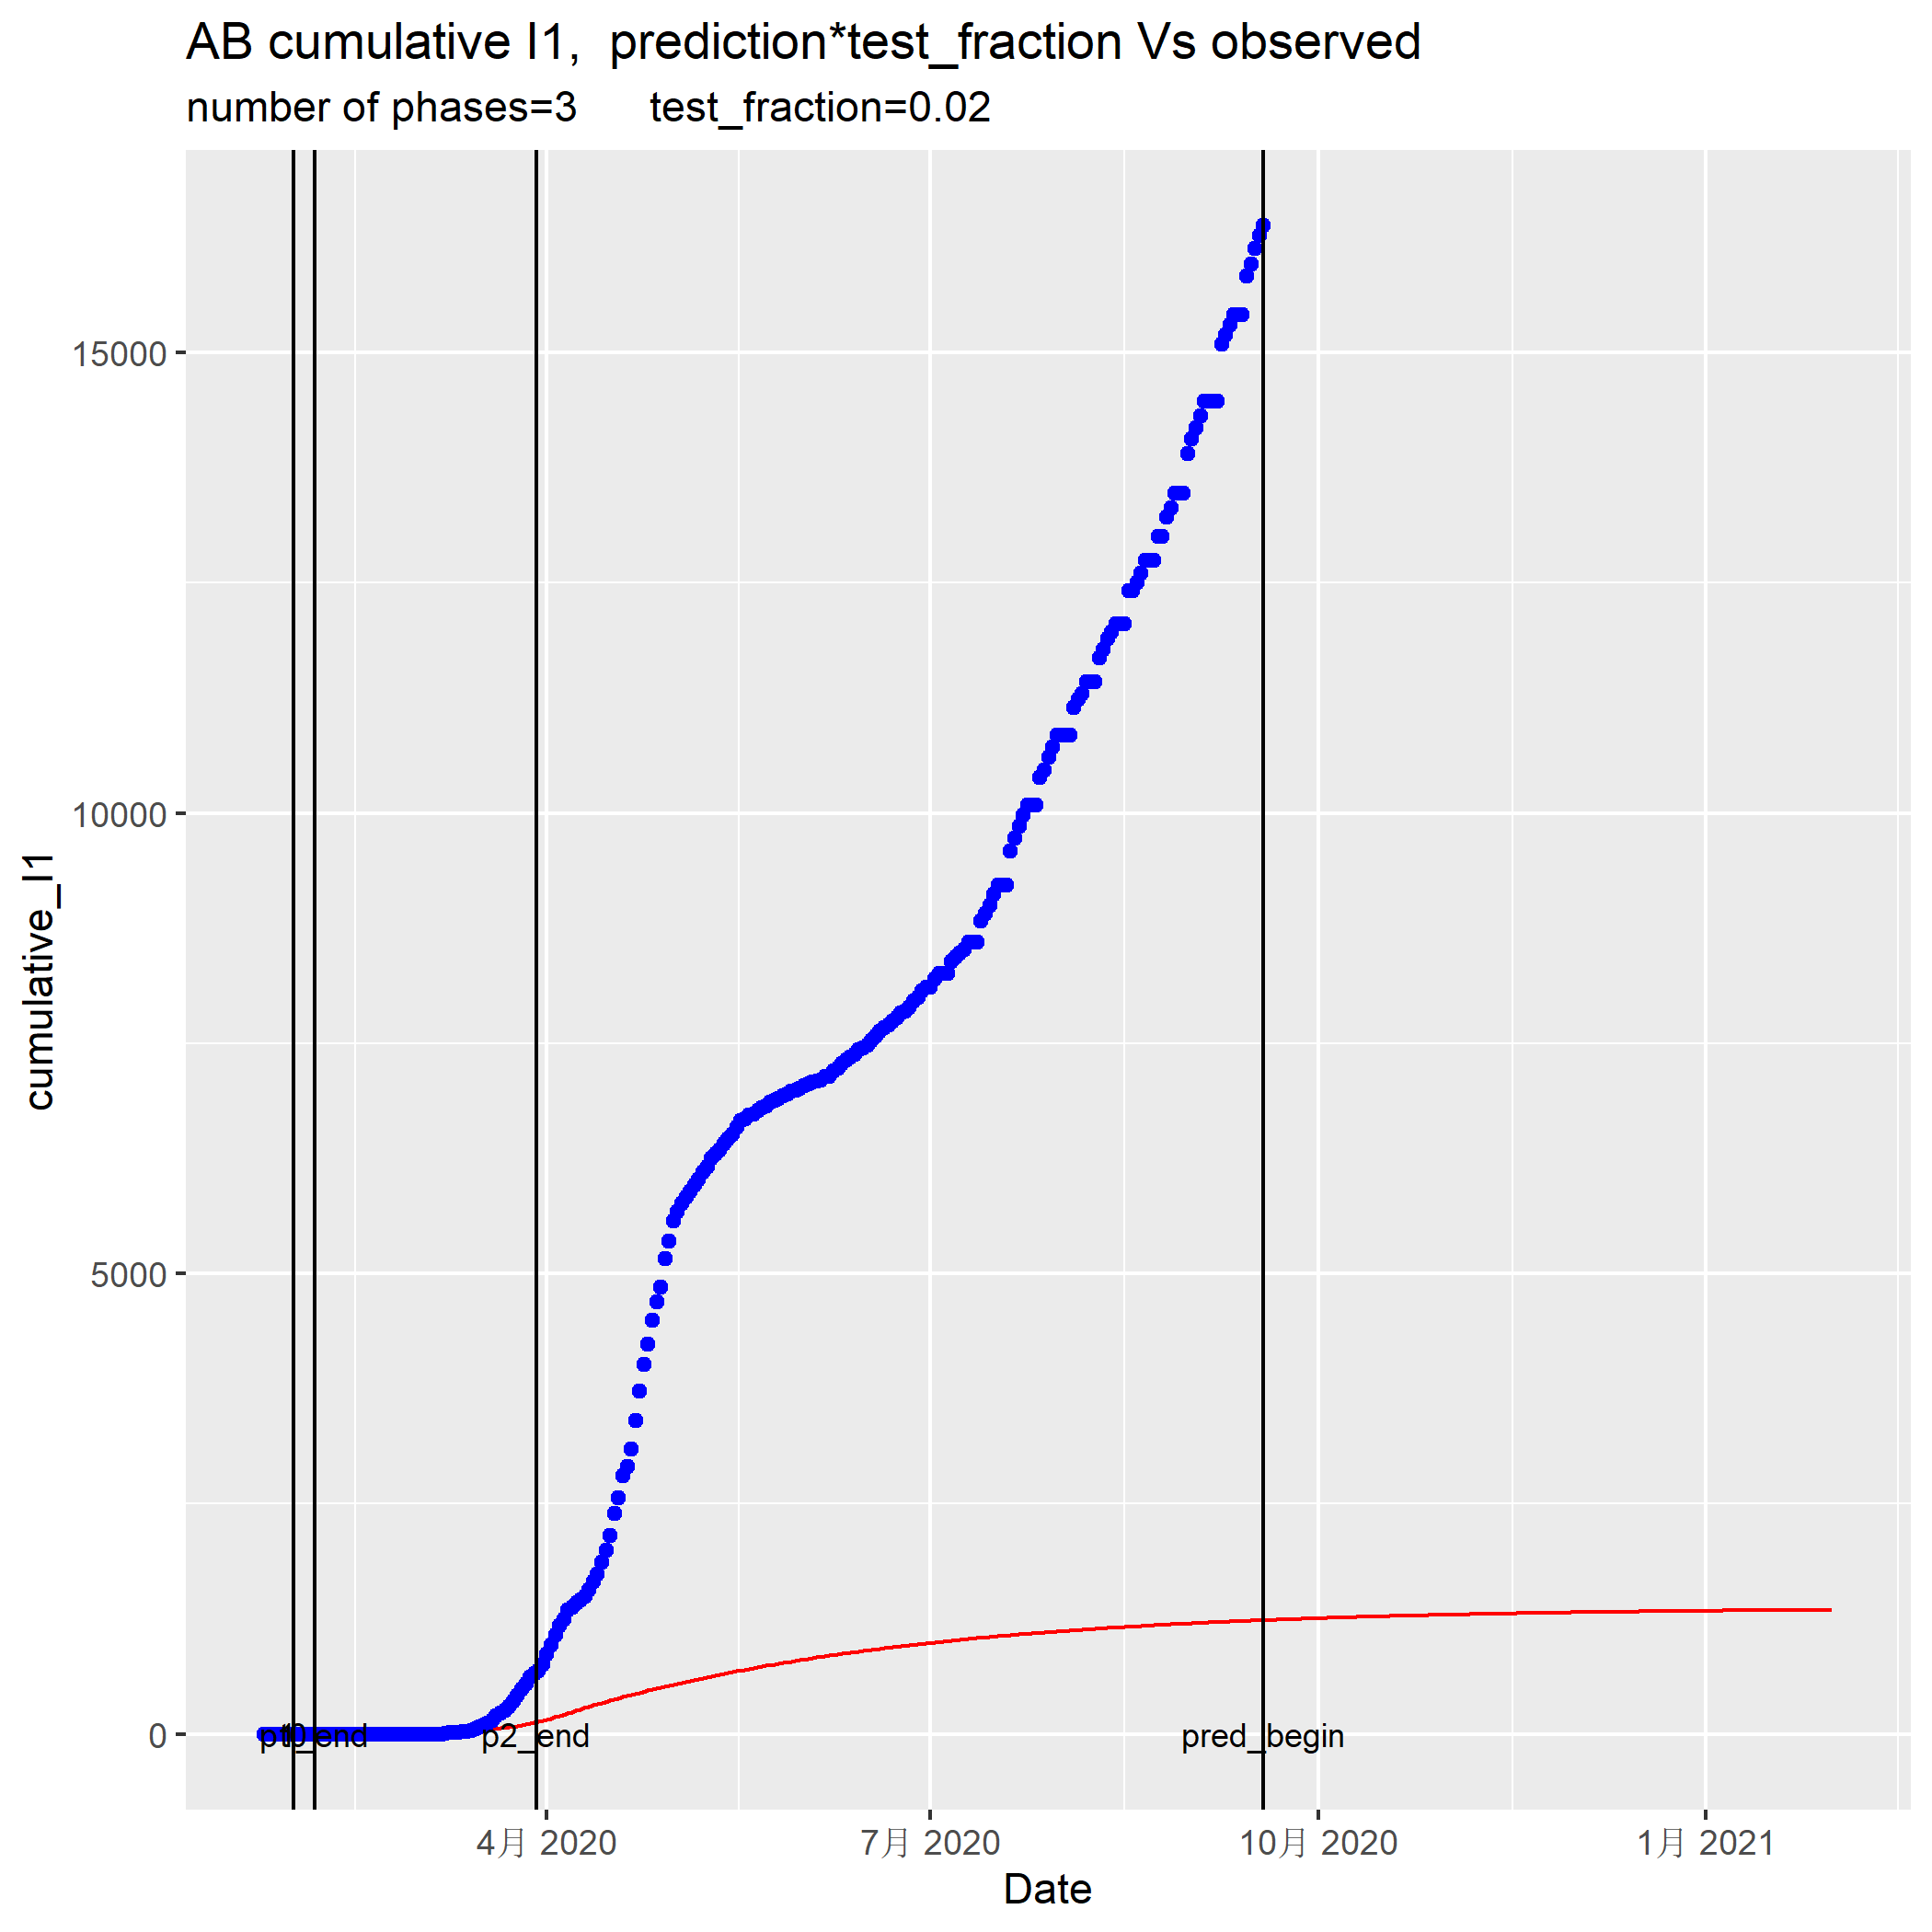 AB cumulative I1,  prediction*test_fraction Vs observed
number of phases=3      test_fraction=0.02
cumulative_I1
15000
10000
5000
0
p2_end
pred_begin
4月 2020
7月 2020
10月 2020
1月 2021
Date